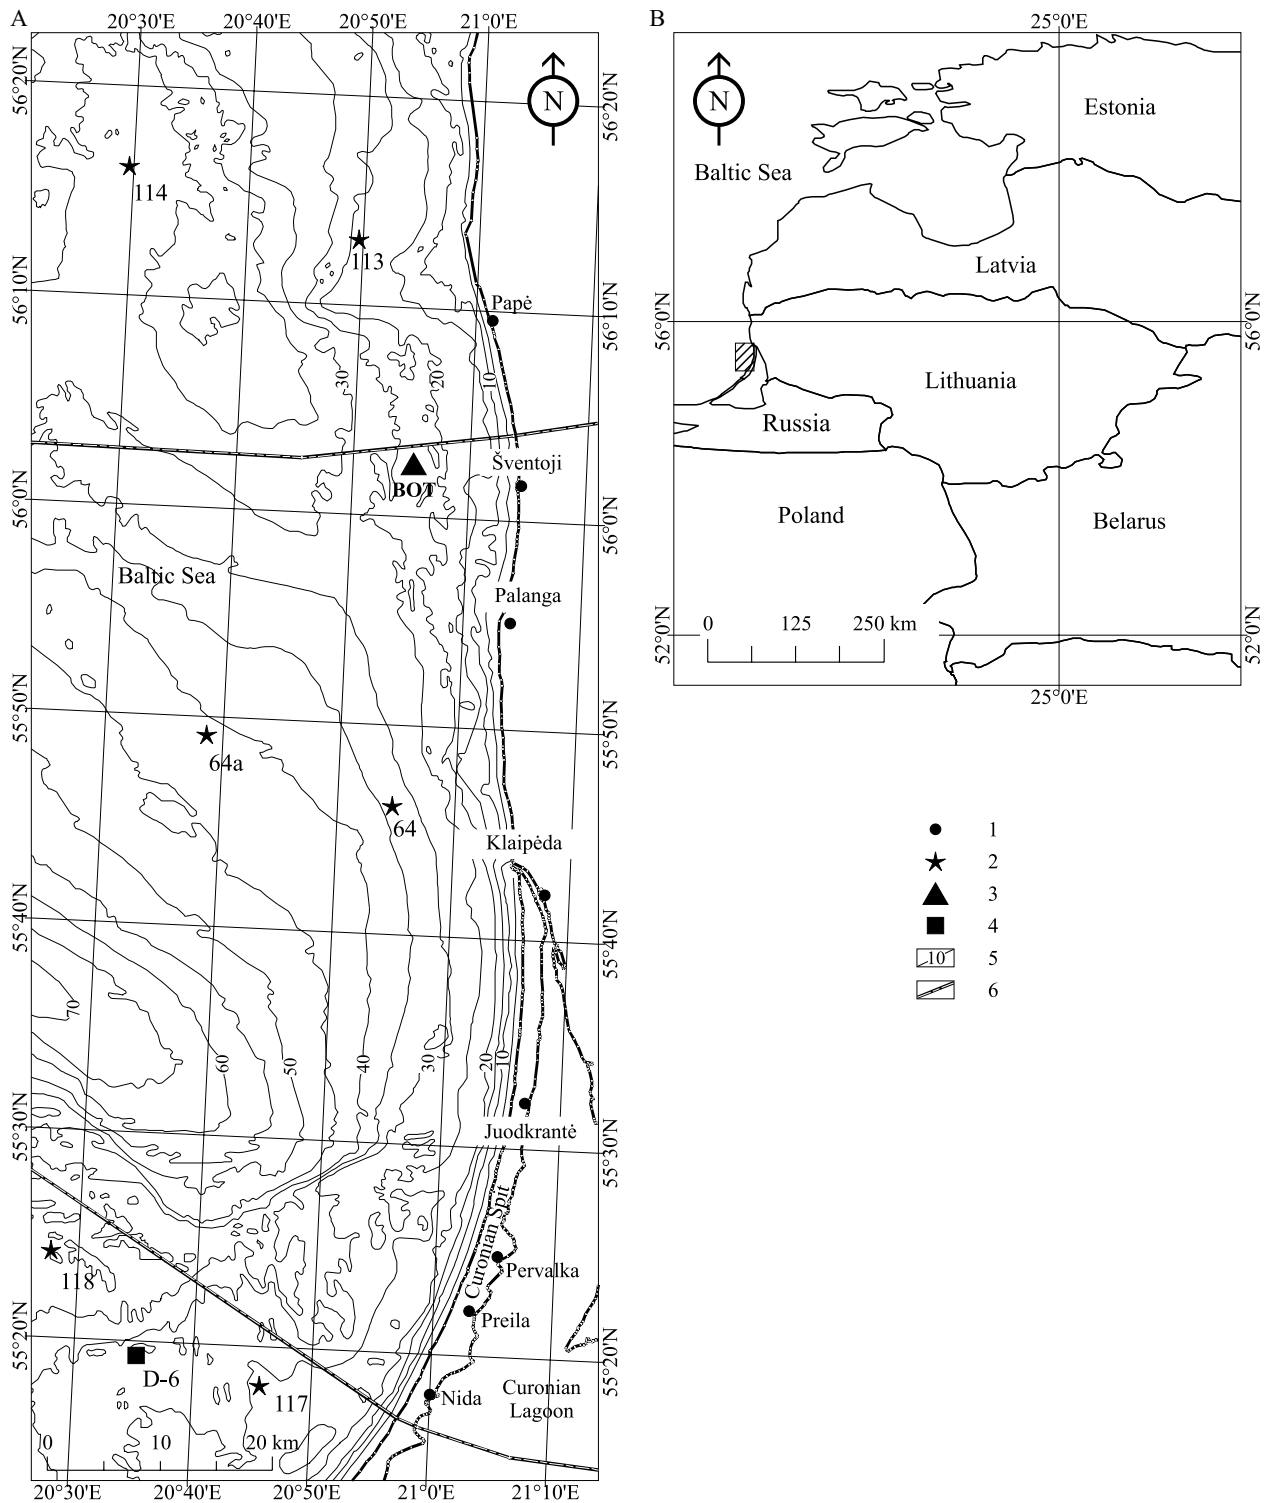 A
20°30'E
20°40'E
20°50'E
21°0'E
N
56°20'N
56°20'N
114
113
56°10'N
56°10'N
Papė
30
20
10
Šventoji
BOT
56°0'N
56°0'N
Baltic Sea
Palanga
55°50'N
55°50'N
64a
64
Klaipėda
55°40'N
55°40'N
70
60
50
40
30
20
10
55°30'N
55°30'N
Juodkrantė
Curonian Spit
118
Pervalka
Preila
55°20'N
55°20'N
D-6
117
Nida
Curonian
Lagoon
0
10
20 km
20°30'E
20°40'E
20°50'E
21°0'E
21°10'E
B
25°0'E
N
Estonia
Baltic Sea
Latvia
56°0'N
56°0'N
Lithuania
Russia
Poland
Belarus
0
125
250 km
52°0'N
52°0'N
25°0'E
1
2
3
4
10
5
6